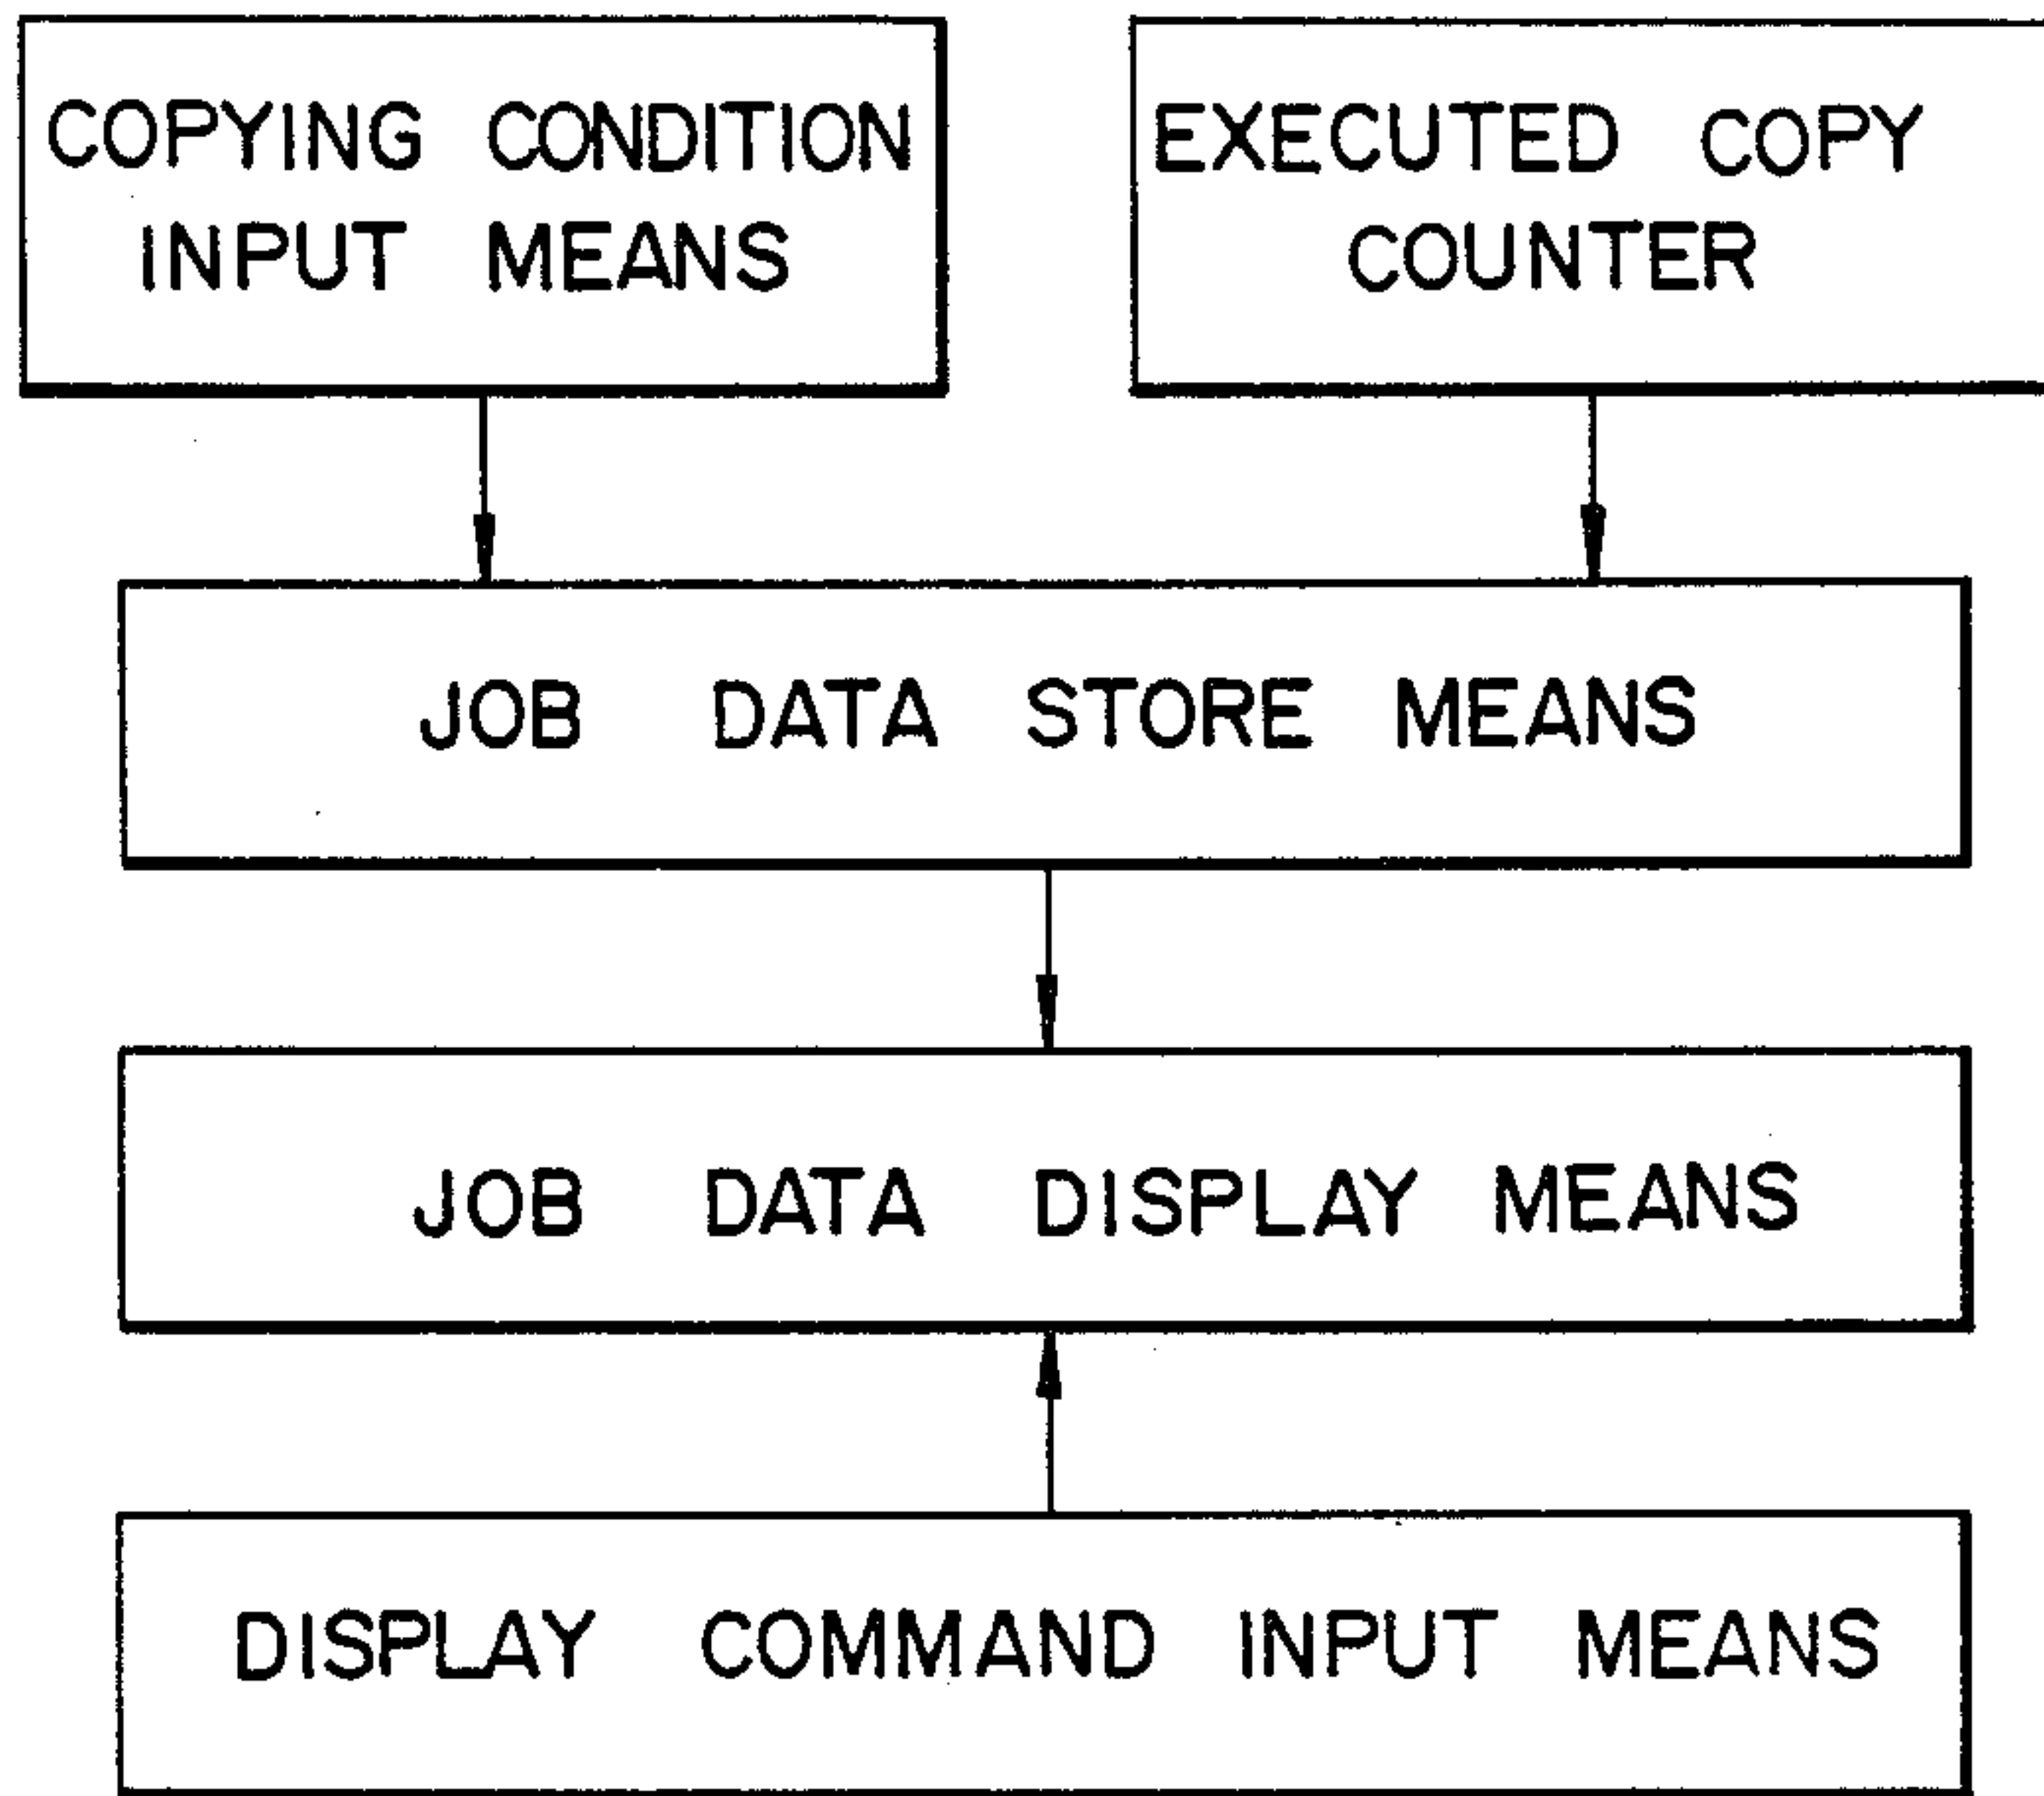 COPYING CONDITION
INPUT MEANS
EXECUTED COPY
COUNTER
JOB DATA STORE MEANS
JOB DATA DISPLAY MEANS
DISPLAY COMMAND INPUT MEANS